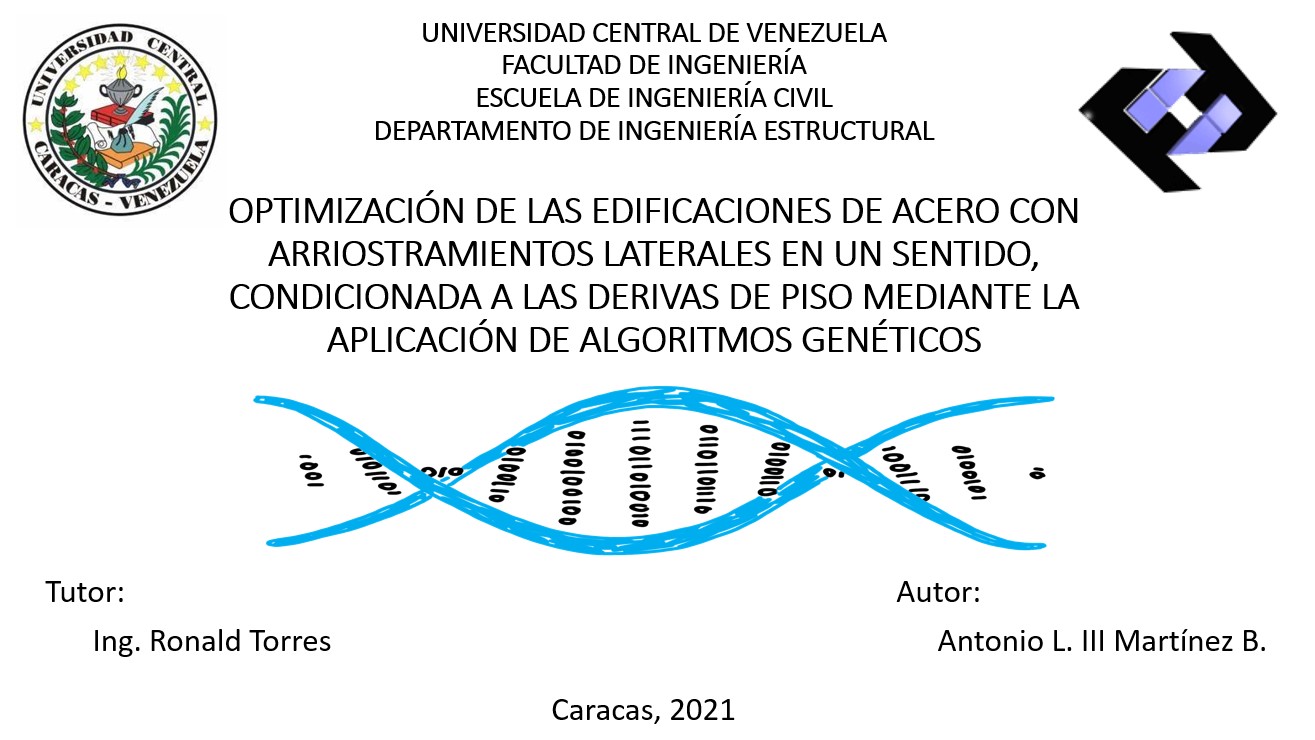 UNIVERSIDAD CENTRAL
CARACAS - VENEZUELA
UNIVERSIDAD CENTRAL DE VENEZUELA
FACULTAD DE INGENIERÍA
ESCUELA DE INGENIERÍA CIVIL
DEPARTAMENTO DE INGENIERÍA ESTRUCTURAL
OPTIMIZACIÓN DE LAS EDIFICACIONES DE ACERO CON
ARRIOSTRAMIENTOS LATERALES EN UN SENTIDO,
CONDICIONADA A LAS DERIVAS DE PISO MEDIANTE LA
APLICACIÓN DE ALGORITMOS GENÉTICOS
Tutor:
Ing. Ronald Torres
Autor:
Antonio L. III Martínez B.
Caracas, 2021